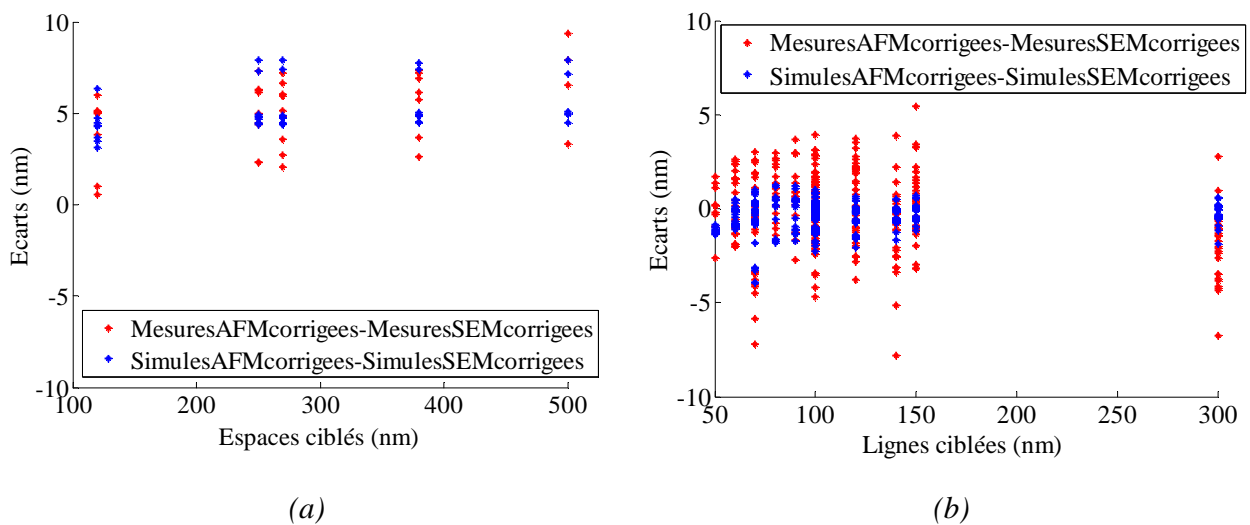 10
5
0
-5
-10
Ecarts (nm)
MesuresAFMcorrigees-MesuresSEMcorrigees
SimulesAFMcorrigees-SimulesSEMcorrigees
100 200 300 400 500
Espaces ciblés (nm)
(a)
10
5
0
-5
-10
Ecarts (nm)
MesuresAFMcorrigees-MesuresSEMcorrigees
SimulesAFMcorrigees-SimulesSEMcorrigees
50 100 150 200 250 300
Lignes ciblées (nm)
(b)